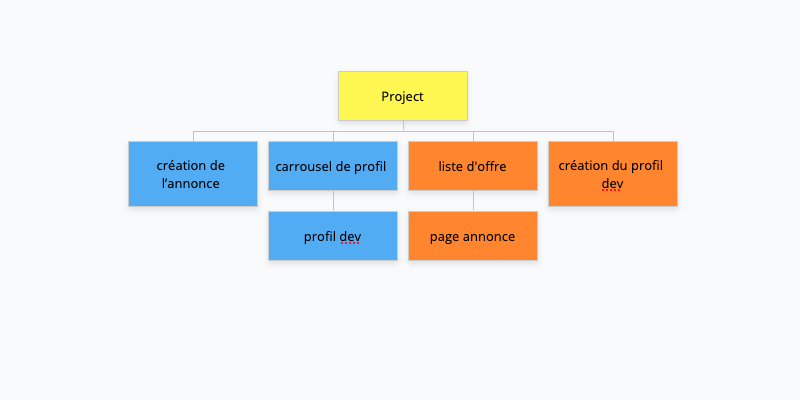 Project
création de
l’annonce
carrousel de profil
liste d'offre
création du profil
dev
profil dev
page annonce